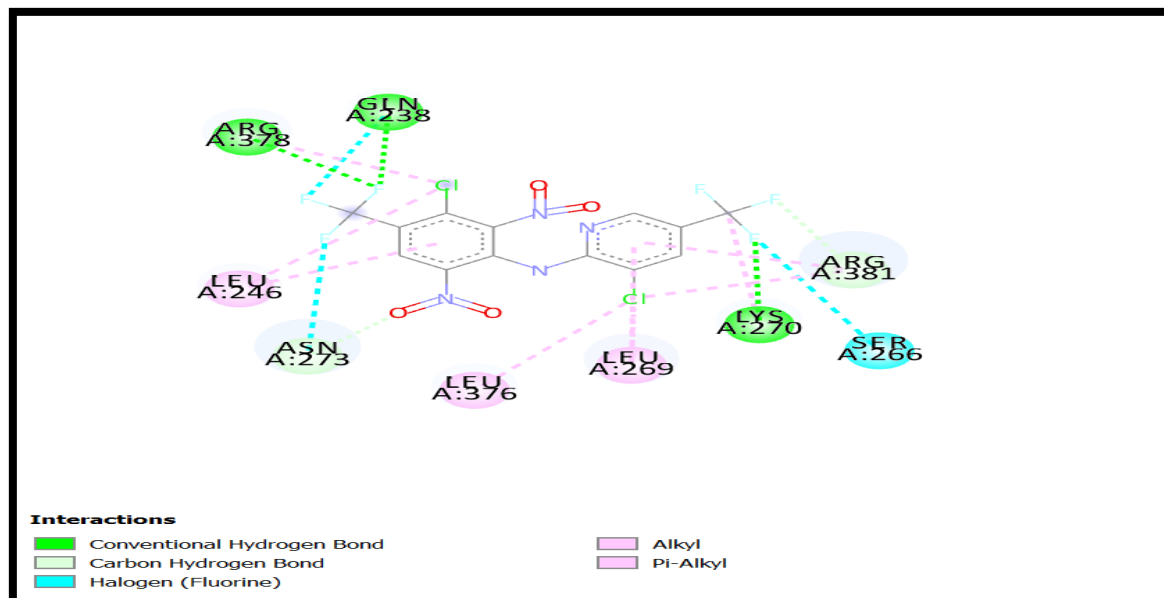 GLN
A:238
ARG
A:378
F
F
F
Cl
O
N
O
N
N
Cl
N
O
O
F
F
F
ARG
A:381
LEU
A:246
LYS
A:270
SER
A:266
ASN
A:273
LEU
A:269
LEU
A:376
Interactions
Conventional Hydrogen Bond
Carbon Hydrogen Bond
Halogen (Fluorine)
Alkyl
Pi-Alkyl